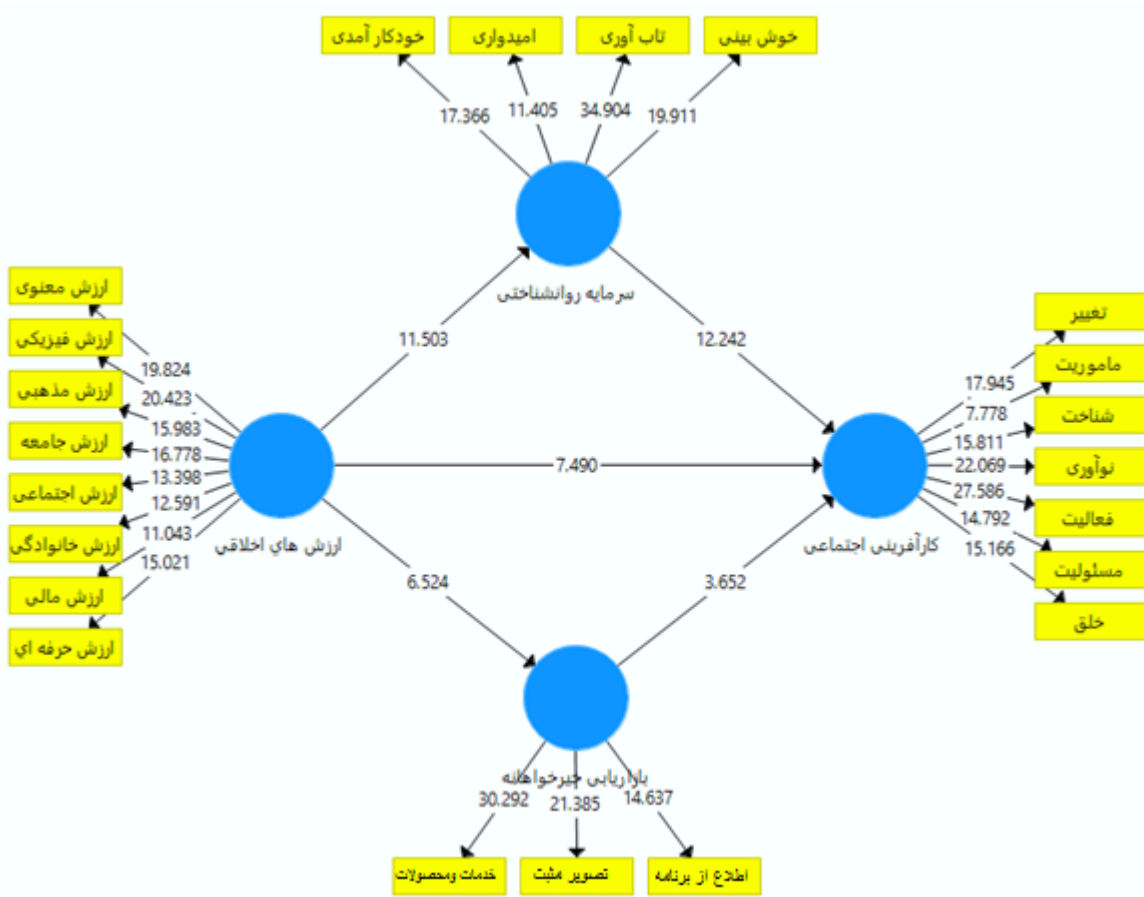 خودکار آمدی
امیدواری
تاب آوری
خوش بینی
17.366
11.405
34.904
19.911
سرمایه روانشناختی
11.503
12.242
ارزش معنوی
ارزش فیزیکی
ارزش مذهبی
ارزش جامعه
ارزش اجتماعی
ارزش خانوادگی
ارزش مالی
ارزش حرفه اي
19.824
20.423
15.983
16.778
13.398
12.591
11.043
15.021
ارزش هاي اخلاقی
7.490
کارآفرینی اجتماعی
17.945
7.778
15.811
22.069
27.586
14.792
15.166
تغییر
ماموریت
شناخت
نوآوری
فعالیت
مسئولیت
خلق
6.524
3.652
بازاریابی خیرخواهانه
30.292
21.385
14.637
خدمات ومحصولات
تصویر مثبت
اطلاع از برنامه